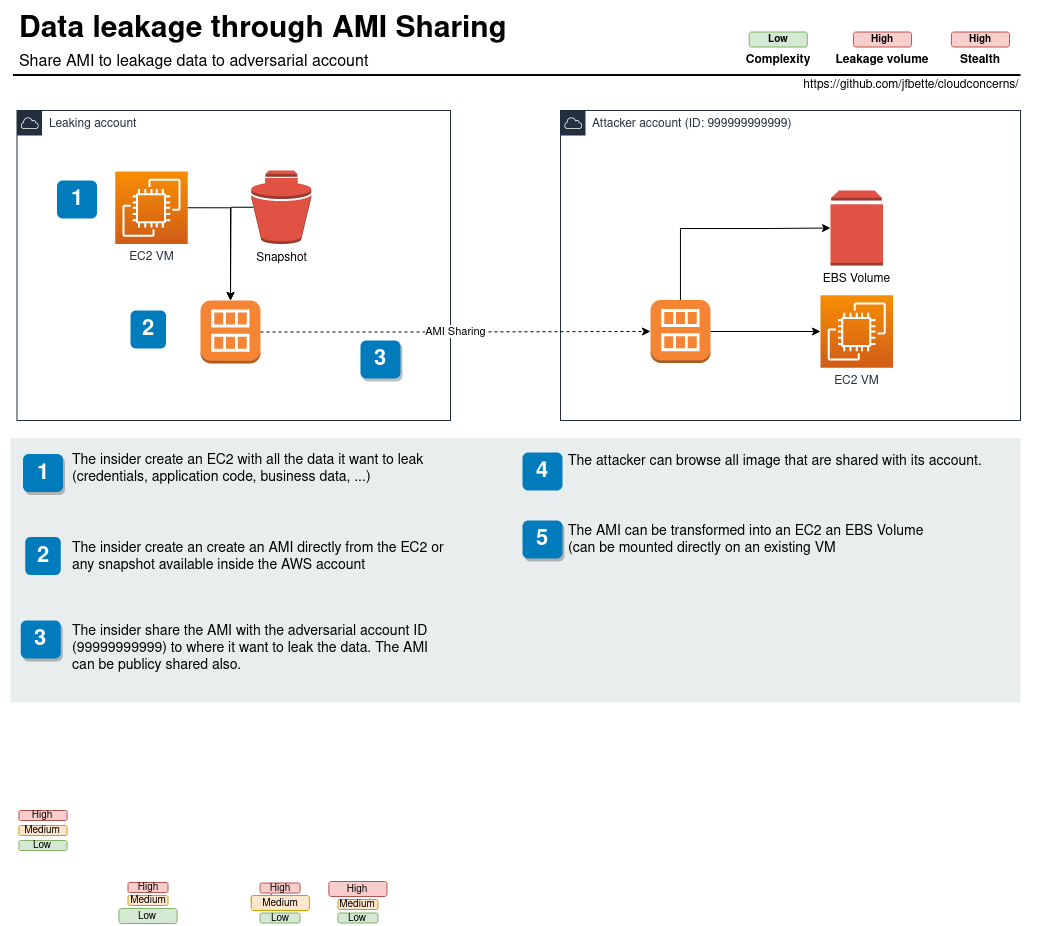 Data leakage through AMI Sharing
Share AMI to leakage data to adversarial account
Low
Complexity
High
Leakage volume
High
Stealth
https://github.com/jfbette/cloudconcerns/
Leaking account
1
EC2 VM
Snapshot
2
AMI Sharing
3
Attacker account (ID: 999999999999)
EBS Volume
EC2 VM
1
The insider create an EC2 with all the data it want to leak
(credentials, application code, business data, ...)
2
The insider create an create an AMI directly from the EC2 or
any snapshot available inside the AWS account
3
The insider share the AMI with the adversarial account ID
(99999999999) to where it want to leak the data. The AMI
can be publicy shared also.
4
The attacker can browse all image that are shared with its account.
5
The AMI can be transformed into an EC2 an EBS Volume
(can be mounted directly on an existing VM
High
Medium
Low
High
Medium
Low
High
Medium
Low
High
Medium
Low